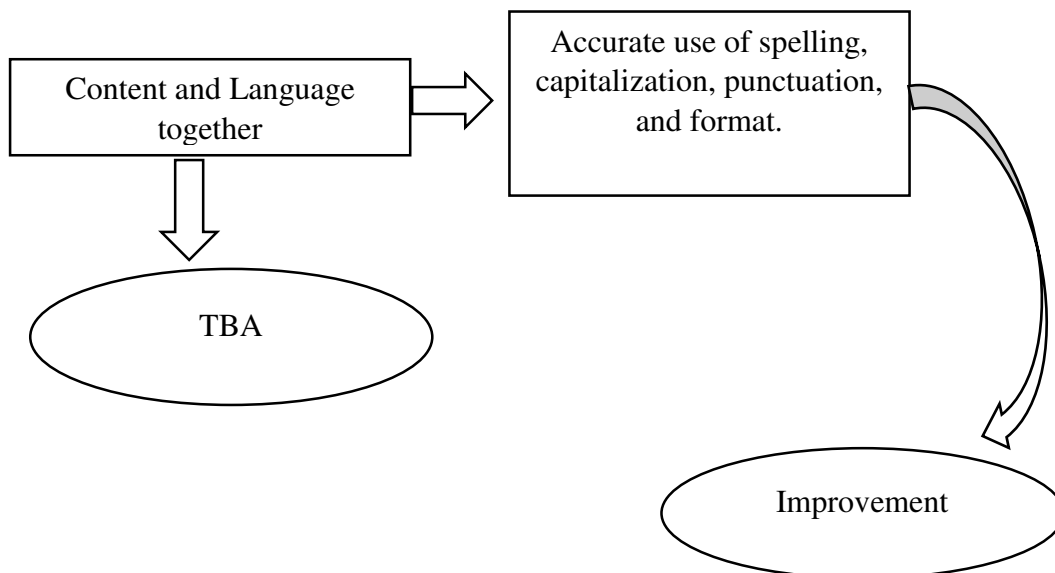 Content and Language
together
Accurate use of spelling,
capitalization, punctuation,
and format.
TBA
Improvement